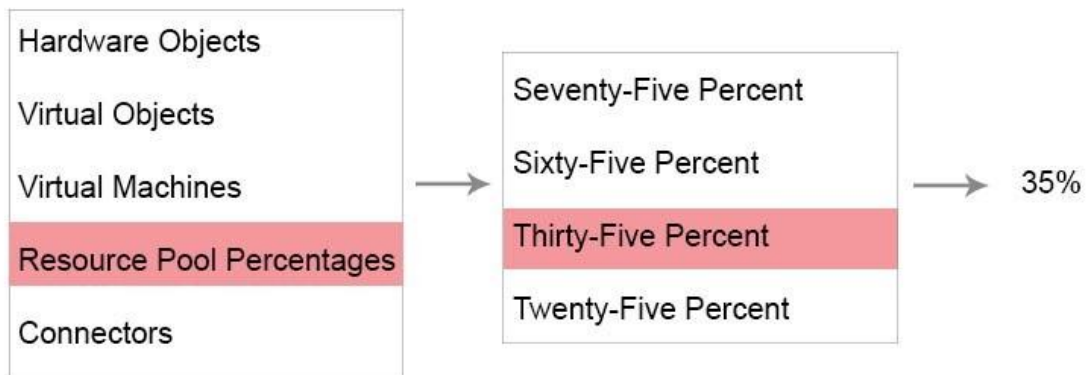 Hardware Objects
Virtual Objects
Virtual Machines
Resource Pool Percentages
Connectors
Seventy-Five Percent
Sixty-Five Percent
Thirty-Five Percent
Twenty-Five Percent
35%